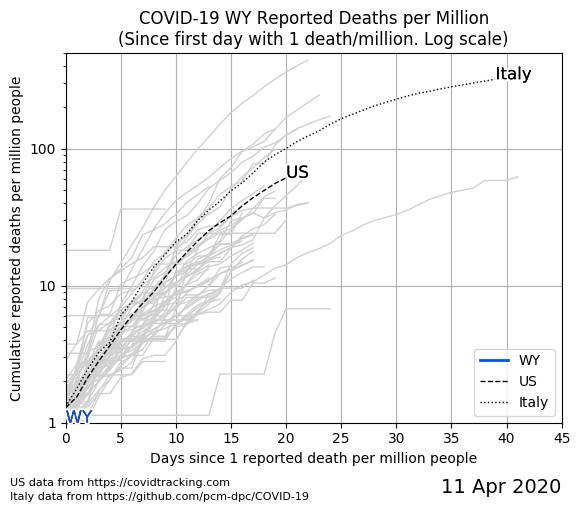 COVID-19 WY Reported Deaths per Million
(Since first day with 1 death/million. Log scale)
Cumulative reported deaths per million people
100
10
1
Italy
US
WY
WY
US
Italy
0 5 10 15 20 25 30 35 40 45
Days since 1 reported death per million people
US data from https://covidtracking.com
Italy data from https://github.com/pcm-dpc/COVID-19
11 Apr 2020